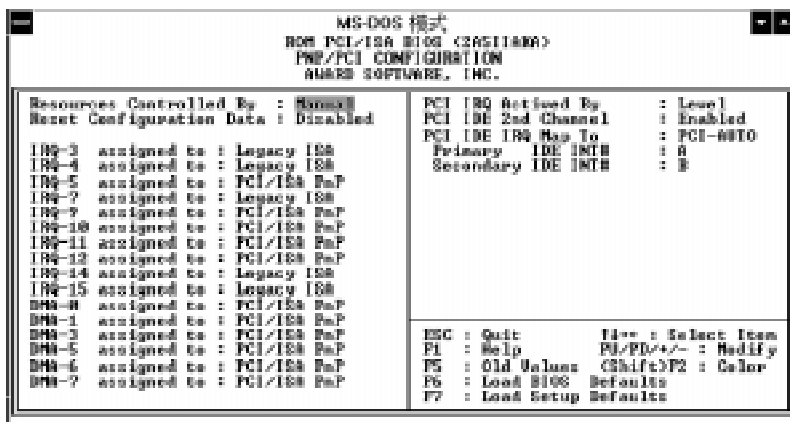 MS-DOS 模式
ROM PCI/ISA BIOS (2A5IIAKA)
PNP/PCI CONFIGURATION
AWARD SOFTWARE, INC.
Resources Controlled By : Manual
Reset Configuration Data : Disabled
IRQ-3 assigned to : Legacy ISA
IRQ-4 assigned to : Legacy ISA
IRQ-5 assigned to : PCI/ISA PnP
IRQ-7 assigned to : Legacy ISA
IRQ-9 assigned to : PCI/ISA PnP
IRQ-10 assigned to : PCI/ISA PnP
IRQ-11 assigned to : PCI/ISA PnP
IRQ-12 assigned to : PCI/ISA PnP
IRQ-14 assigned to : Legacy ISA
IRQ-15 assigned to : Legacy ISA
DMA-0 assigned to : PCI/ISA PnP
DMA-1 assigned to : PCI/ISA PnP
DMA-3 assigned to : PCI/ISA PnP
DMA-5 assigned to : PCI/ISA PnP
DMA-6 assigned to : PCI/ISA PnP
DMA-7 assigned to : PCI/ISA PnP
PCI IRQ Actived By : Level
PCI IDE 2nd Channel : Enabled
PCI IDE IRQ Map To : PCI-AUTO
Primary IDE INT# : A
Secondary IDE INT# : B
ESC : Quit : Select Item
F1 : Help PU/PD/+/- : Modify
F5 : Old Values (Shift)F2 : Color
F6 : Load BIOS Defaults
F7 : Load Setup Defaults